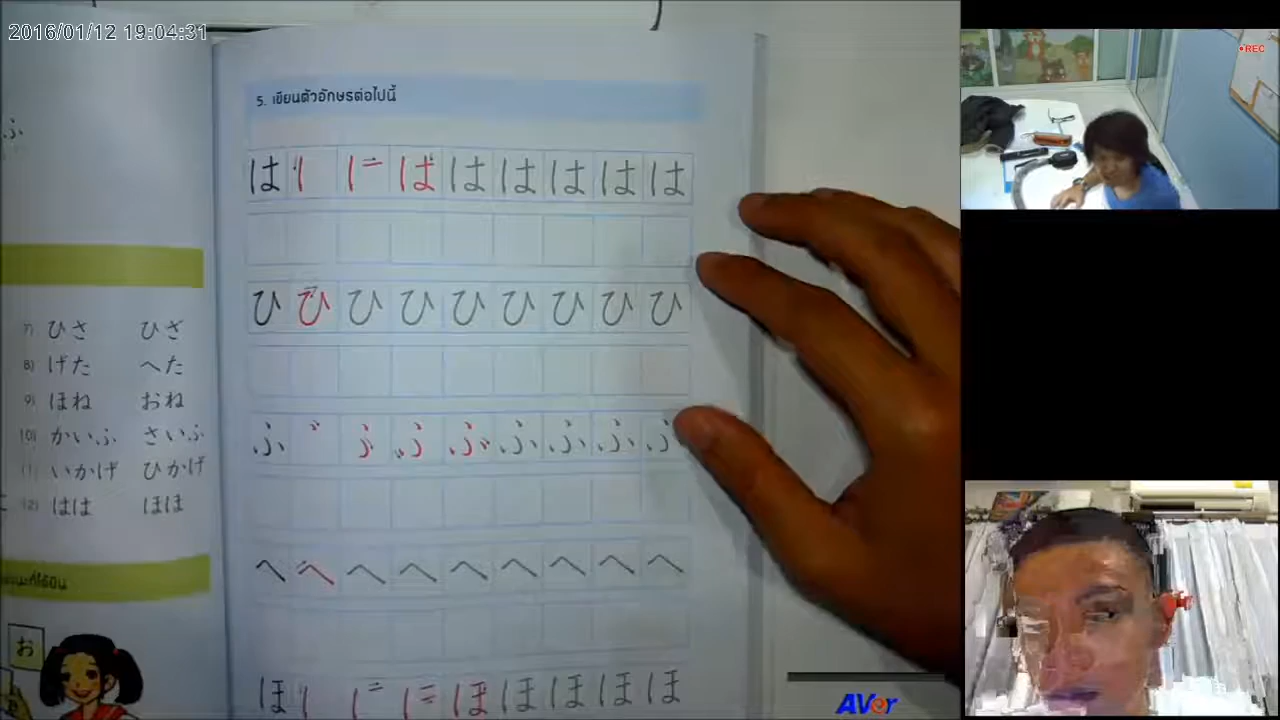 2016/01/12 19:04:31
REC
5. เขียนตัวอักษรต่อไปนี้
ふ
は は は は は は は
ひ ひ ひ ひ ひ ひ ひ ひ ひ
ふ ふ ふ ふ ふ ふ ふ
へ へ へ へ へ へ へ へ へ
ほ ほ ほ ほ ほ ほ
7) ひさ ひざ
8) げた へた
9) ほね おね
10) かいふ さいふ
11) いかげ ひかげ
12) はは ほほ
お
AVer